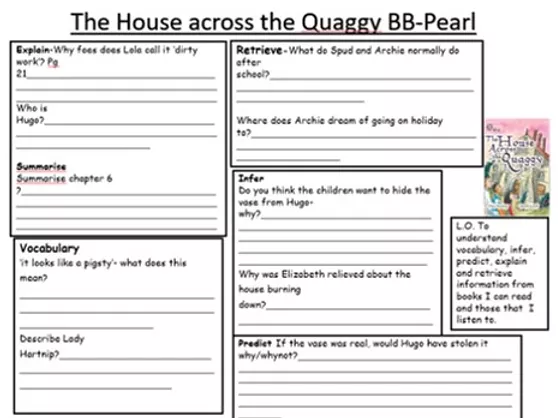 The House across the Quaggy BB-Pearl
Explain-Why foes does Lola call it 'dirty
work'? Pg
21
Who is
Hugo?
Summarise
Summarise chapter 6
?
Vocabulary
'it looks like a pigsty'- what does this
mean?
Describe Lady
Hartnip?
Retrieve-What do Spud and Archie normally do
after
school?
Where does Archie dream of going on holiday
to?
Infer
Do you think the children want to hide the
vase from Hugo-
why?
Why was Elizabeth relieved about the
house burning
down?
Predict If the vase was real, would Hugo have stolen it
why/whynot?
The
House
Across
the
Quaggy
L.O. To
understand
vocabulary, infer,
predict, explain
and retrieve
information from
books I can read
and those that I
listen to.